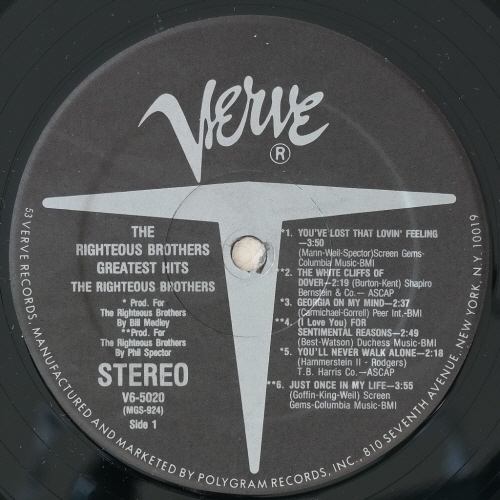 Verve
®
THE
RIGHTEOUS BROTHERS
GREATEST HITS
THE RIGHTEOUS BROTHERS
* Prod. For
The Righteous Brothers
By Bill Medley
**Prod. For
The Righteous Brothers
By Phil Spector
STEREO
V6-5020
(MGS-924)
Side 1
*1. YOU'VE LOST THAT LOVIN' FEELING
—3:50
(Mann-Weil-Spector)Screen Gems-
Columbia Music-BMI
**2. THE WHITE CLIFFS OF
DOVER—2:19 (Burton-Kent) Shapiro
Bernstein & Co.— ASCAP
*3. GEORGIA ON MY MIND—2:37
(Carmichael-Gorrell) Peer Int.-BMI
**4. (I Love You) FOR
SENTIMENTAL REASONS—2:49
(Best-Watson) Duchess Music-BMI
*5. YOU'LL NEVER WALK ALONE—2:18
(Hammerstein II - Rodgers)
T.B. Harms Co.—ASCAP
**6. JUST ONCE IN MY LIFE—3:55
(Goffin-King-Weil) Screen
Gems-Columbia Music-BMI
53 VERVE RECORDS. MANUFACTURED AND MARKETED BY POLYGRAM RECORDS, INC., 810 SEVENTH AVENUE, NEW YORK, N.Y. 10019